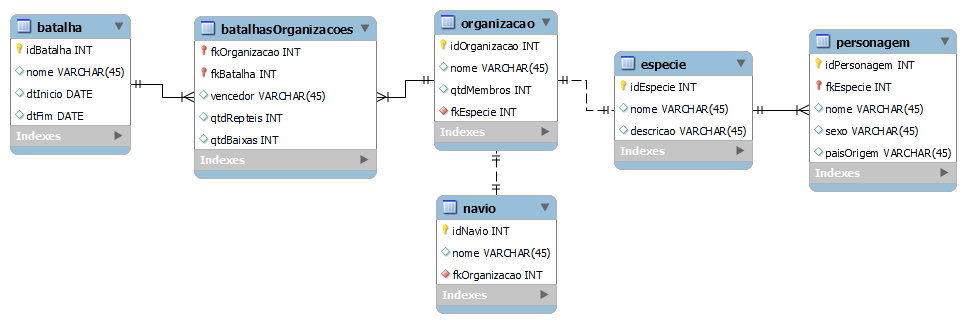 batalha
idBatalha INT
nome VARCHAR(45)
dtInicio DATE
dtFim DATE
Indexes
batalhasOrganizacoes
fkOrganizacao INT
fkBatalha INT
vencedor VARCHAR(45)
qtdRepteis INT
qtdBaixas INT
Indexes
organizacao
idOrganizacao INT
nome VARCHAR(45)
qtdMembros INT
fkEspecie INT
Indexes
navio
idNavio INT
nome VARCHAR(45)
fkOrganizacao INT
Indexes
especie
idEspecie INT
nome VARCHAR(45)
descricao VARCHAR(45)
Indexes
personagem
idPersonagem INT
fkEspecie INT
nome VARCHAR(45)
sexo VARCHAR(45)
paisOrigem VARCHAR(45)
Indexes